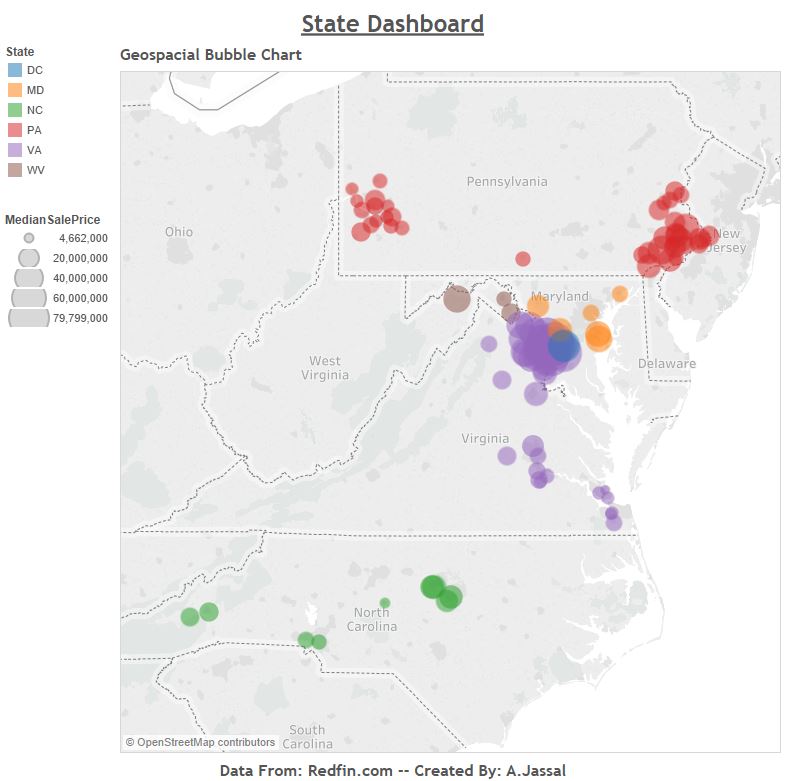 State Dashboard
Geospacial Bubble Chart
State
DC
MD
NC
PA
VA
WV
MedianSalePrice
4,662,000
20,000,000
40,000,000
60,000,000
79,799,000
Pennsylvania
Ohio
New
Jersey
Maryland
West
Virginia
Delaware
Virginia
North
Carolina
South
Carolina
© OpenStreetMap contributors
Data From: Redfin.com -- Created By: A.Jassal